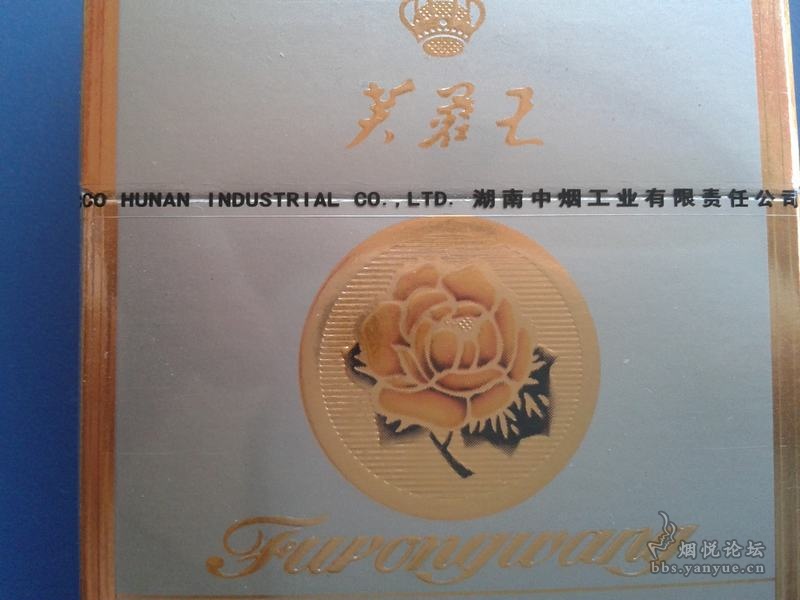 芙蓉王
CO HUNAN INDUSTRIAL CO.,LTD. 湖南中烟工业有限责任公司
Furongwang
烟悦论坛
bbs.yanyue.cn